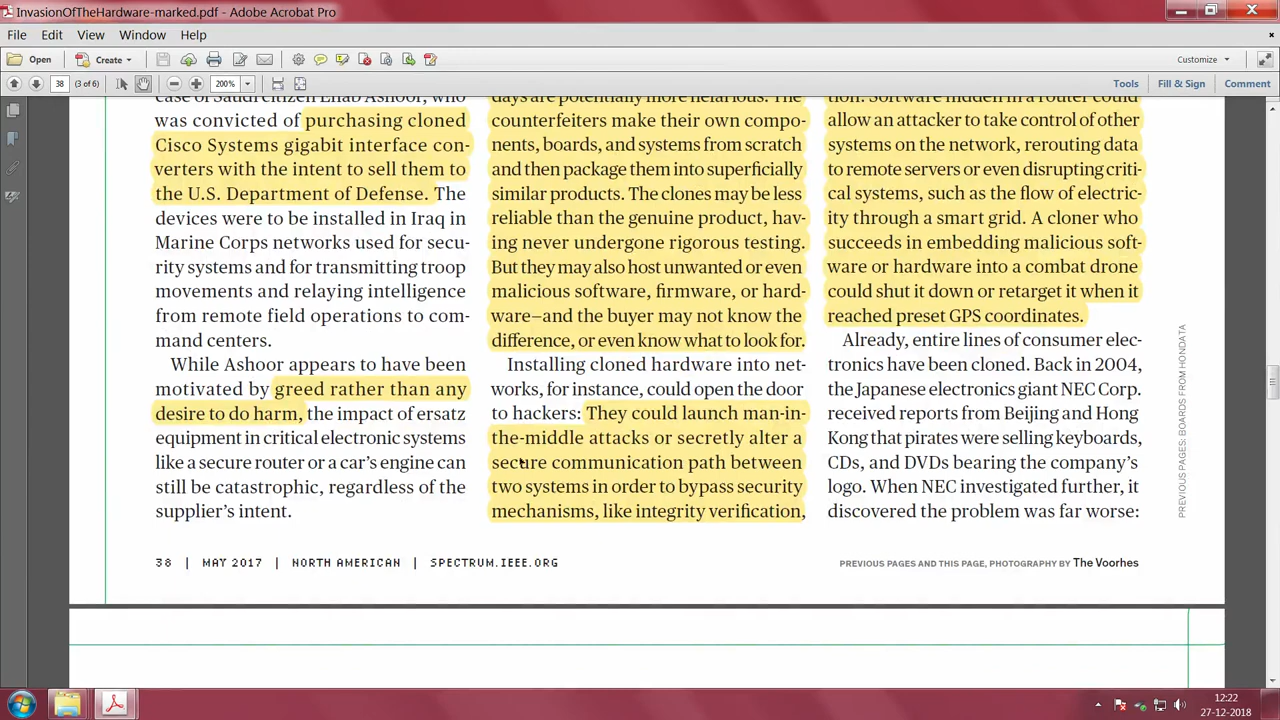 InvasionOfTheHardware-marked.pdf - Adobe Acrobat Pro
File Edit View Window Help
Open Create Customize
38 (3 of 6) 200% Tools Fill & Sign Comment
case of Saudi citizen Ehab Ashoor, who
was convicted of purchasing cloned
Cisco Systems gigabit interface con-
verters with the intent to sell them to
the U.S. Department of Defense. The
devices were to be installed in Iraq in
Marine Corps networks used for secu-
rity systems and for transmitting troop
movements and relaying intelligence
from remote field operations to com-
mand centers.
While Ashoor appears to have been
motivated by greed rather than any
desire to do harm, the impact of ersatz
equipment in critical electronic systems
like a secure router or a car's engine can
still be catastrophic, regardless of the
supplier's intent.
days are potentially more nefarious. The
counterfeiters make their own compo-
nents, boards, and systems from scratch
and then package them into superficially
similar products. The clones may be less
reliable than the genuine product, hav-
ing never undergone rigorous testing.
But they may also host unwanted or even
malicious software, firmware, or hard-
ware—and the buyer may not know the
difference, or even know what to look for.
Installing cloned hardware into net-
works, for instance, could open the door
to hackers: They could launch man-in-
the-middle attacks or secretly alter a
secure communication path between
two systems in order to bypass security
mechanisms, like integrity verification,
tion. Software hidden in a router could
allow an attacker to take control of other
systems on the network, rerouting data
to remote servers or even disrupting criti-
cal systems, such as the flow of electric-
ity through a smart grid. A cloner who
succeeds in embedding malicious soft-
ware or hardware into a combat drone
could shut it down or retarget it when it
reached preset GPS coordinates.
Already, entire lines of consumer elec-
tronics have been cloned. Back in 2004,
the Japanese electronics giant NEC Corp.
received reports from Beijing and Hong
Kong that pirates were selling keyboards,
CDs, and DVDs bearing the company's
logo. When NEC investigated further, it
discovered the problem was far worse:
PREVIOUS PAGES: BOARDS FROM HONDATA
38 | MAY 2017 | NORTH AMERICAN | SPECTRUM.IEEE.ORG
PREVIOUS PAGES AND THIS PAGE, PHOTOGRAPHY BY The Voorhes
12:22
27-12-2018